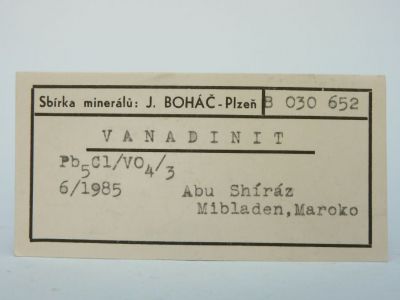 Sbírka minerálů: J. BOHÁČ - Plzeň B 030 652
VANADINIT
Pb5Cl/VO4/3
6/1985 Abu Shíráz
Mibladen, Maroko